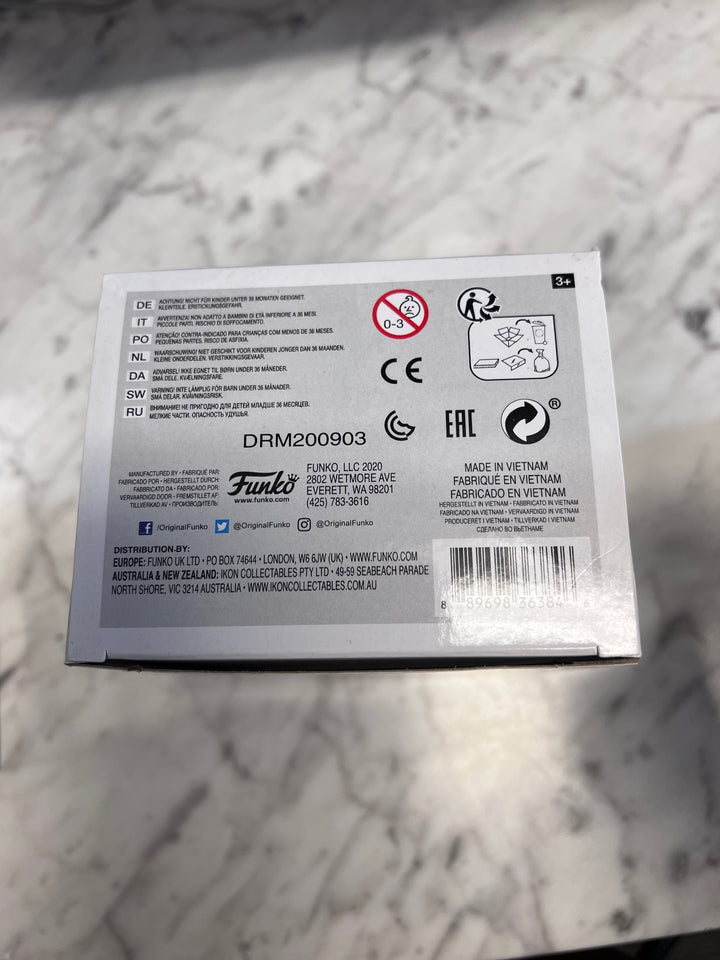 3+
DE ACHTUNG! NICHT FÜR KINDER UNTER 36 MONATEN GEEIGNET.
KLEINTEILE. ERSTICKUNGSGEFAHR.
IT AVVERTENZA! NON ADATTO A BAMBINI DI ETÀ INFERIORE A 36 MESI.
PICCOLE PARTI. RISCHIO DI SOFFOCAMENTO.
PO ATENÇÃO! CONTRA-INDICADO PARA CRIANÇAS COM MENOS DE 36 MESES.
PEQUENAS PARTES. RISCO DE ASFIXIA.
NL WAARSCHUWING! NIET GESCHIKT VOOR KINDEREN JONGER DAN 36 MAANDEN.
KLEINE ONDERDELEN. VERSTIKKINGSGEVAAR.
DA ADVARSEL! IKKE EGNET TIL BØRN UNDER 36 MÅNEDER.
SMÅ DELE. KVÆLNINGSFARE.
SW VARNING! INTE LÄMPLIG FÖR BARN UNDER 36 MÅNADER.
SMÅ DELAR. KVÄVNINGSRISK.
RU ВНИМАНИЕ! НЕ ПРИГОДНО ДЛЯ ДЕТЕЙ МЛАДШЕ 36 МЕСЯЦЕВ.
МЕЛКИЕ ЧАСТИ. ОПАСНОСТЬ УДУШЬЯ.
0-3
CE
EAC
®
DRM200903
MANUFACTURED BY • FABRIQUÉ PAR:
FABRICADO POR • HERGESTELLT DURCH:
FABBRICATO DA • FABRICADO POR:
VERVAARDIGD DOOR • FREMSTILLET AF:
TILLVERKAD AV • ПРОИЗВОДИТЕЛЬ:
Funko
www.funko.com
FUNKO, LLC 2020
2802 WETMORE AVE
EVERETT, WA 98201
(425) 783-3616
MADE IN VIETNAM
FABRIQUÉ EN VIETNAM
FABRICADO EN VIETNAM
HERGESTELLT IN VIETNAM • FABBRICATO IN VIETNAM
FABRICADO NA VIETNAM • VERVAARDIGD IN VIETNAM
PRODUCERET I VIETNAM • TILLVERKAD I VIETNAM
СДЕЛАНО ВО ВЬЕТНАМЕ
f /OriginalFunko @OriginalFunko @OriginalFunko
DISTRIBUTION BY:
EUROPE: FUNKO UK LTD • PO BOX 74644 • LONDON, W6 6JW (UK) • WWW.FUNKO.COM
AUSTRALIA & NEW ZEALAND: IKON COLLECTABLES PTY LTD • 49-59 SEABEACH PARADE
NORTH SHORE, VIC 3214 AUSTRALIA • WWW.IKONCOLLECTABLES.COM.AU
8 89698 36384 6